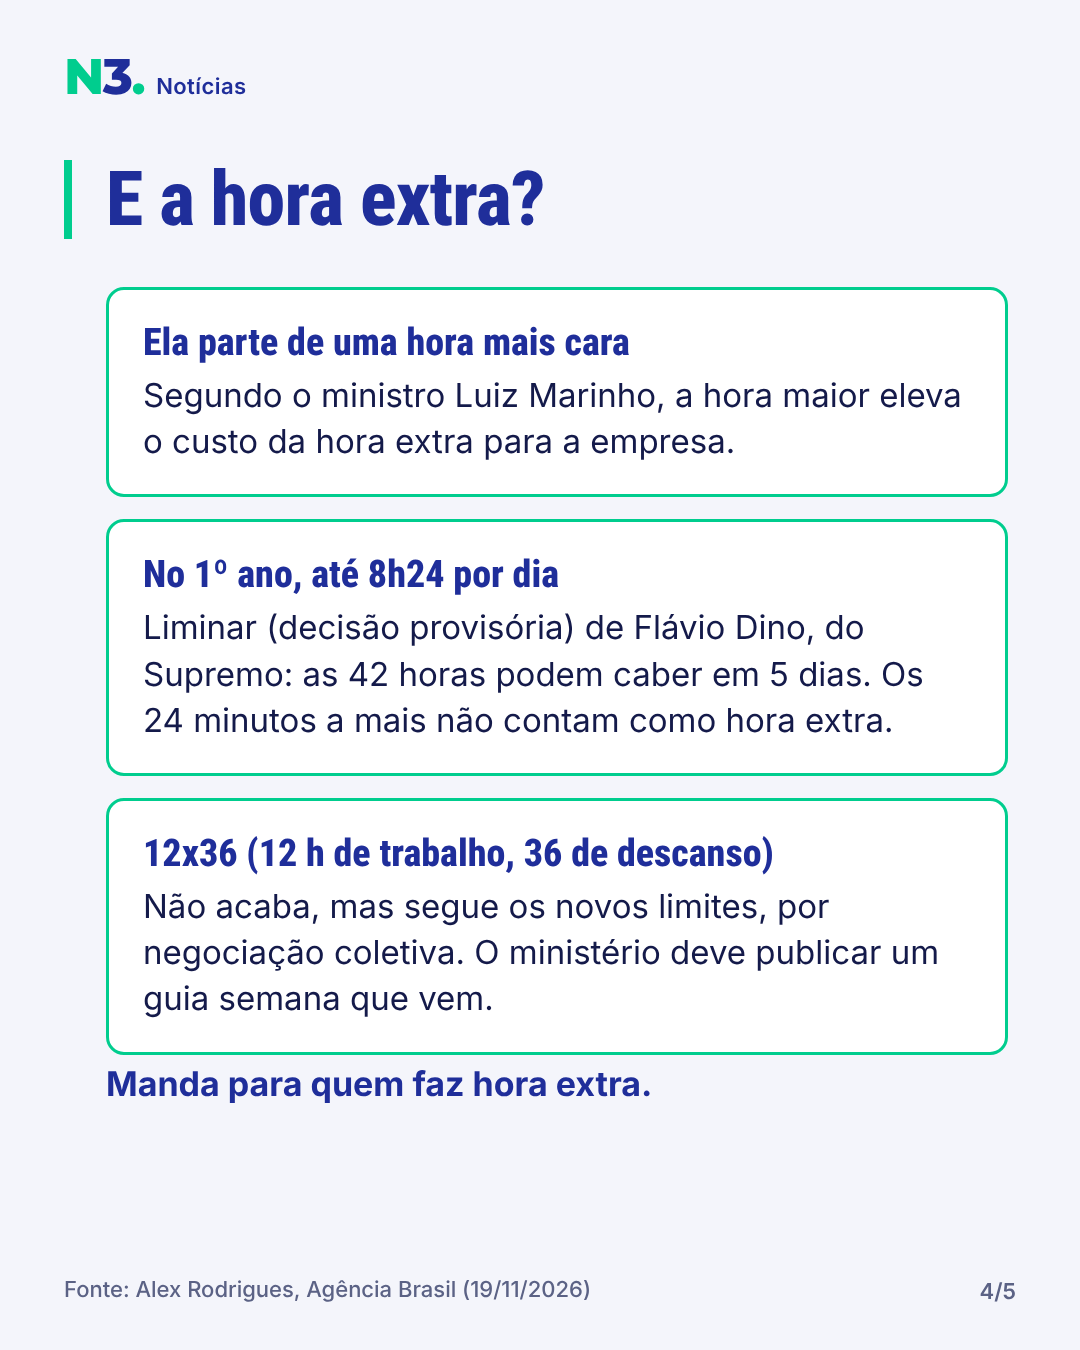 N3. Notícias
E a hora extra?
Ela parte de uma hora mais cara
Segundo o ministro Luiz Marinho, a hora maior eleva
o custo da hora extra para a empresa.
No 1º ano, até 8h24 por dia
Liminar (decisão provisória) de Flávio Dino, do
Supremo: as 42 horas podem caber em 5 dias. Os
24 minutos a mais não contam como hora extra.
12x36 (12 h de trabalho, 36 de descanso)
Não acaba, mas segue os novos limites, por
negociação coletiva. O ministério deve publicar um
guia semana que vem.
Manda para quem faz hora extra.
Fonte: Alex Rodrigues, Agência Brasil (19/11/2026)
4/5